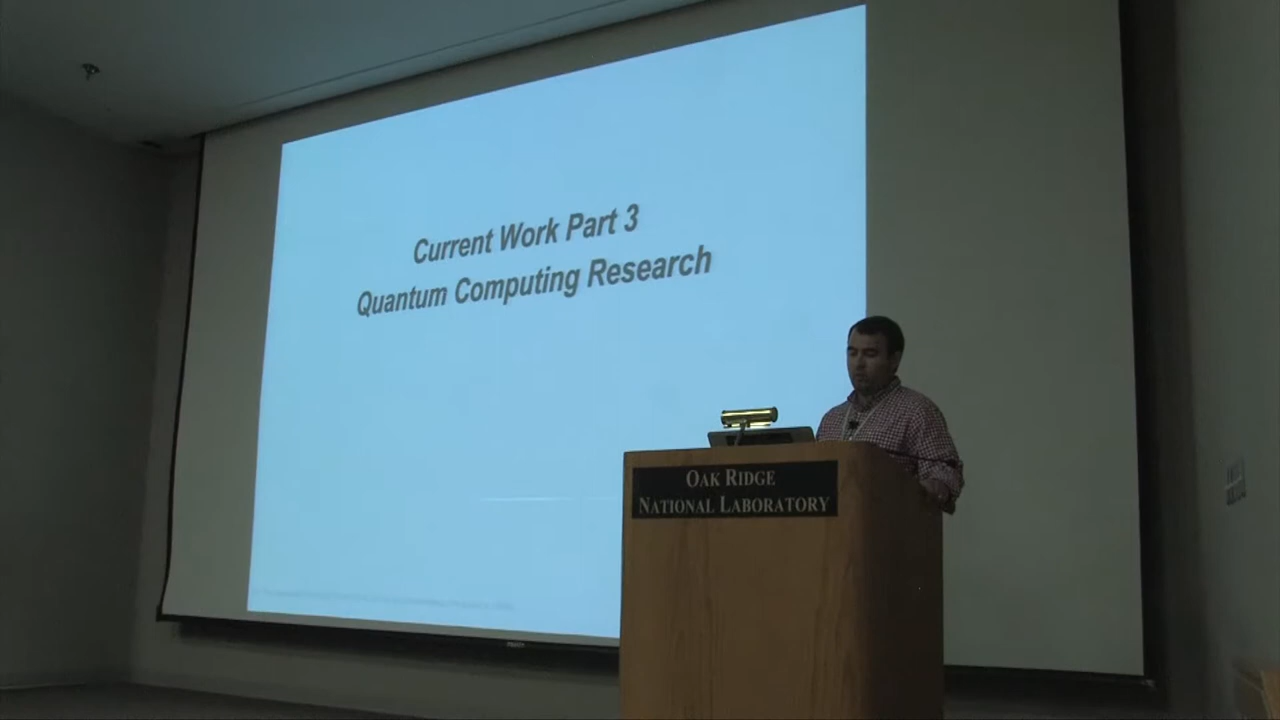 Current Work Part 3
Quantum Computing Research
OAK RIDGE
NATIONAL LABORATORY